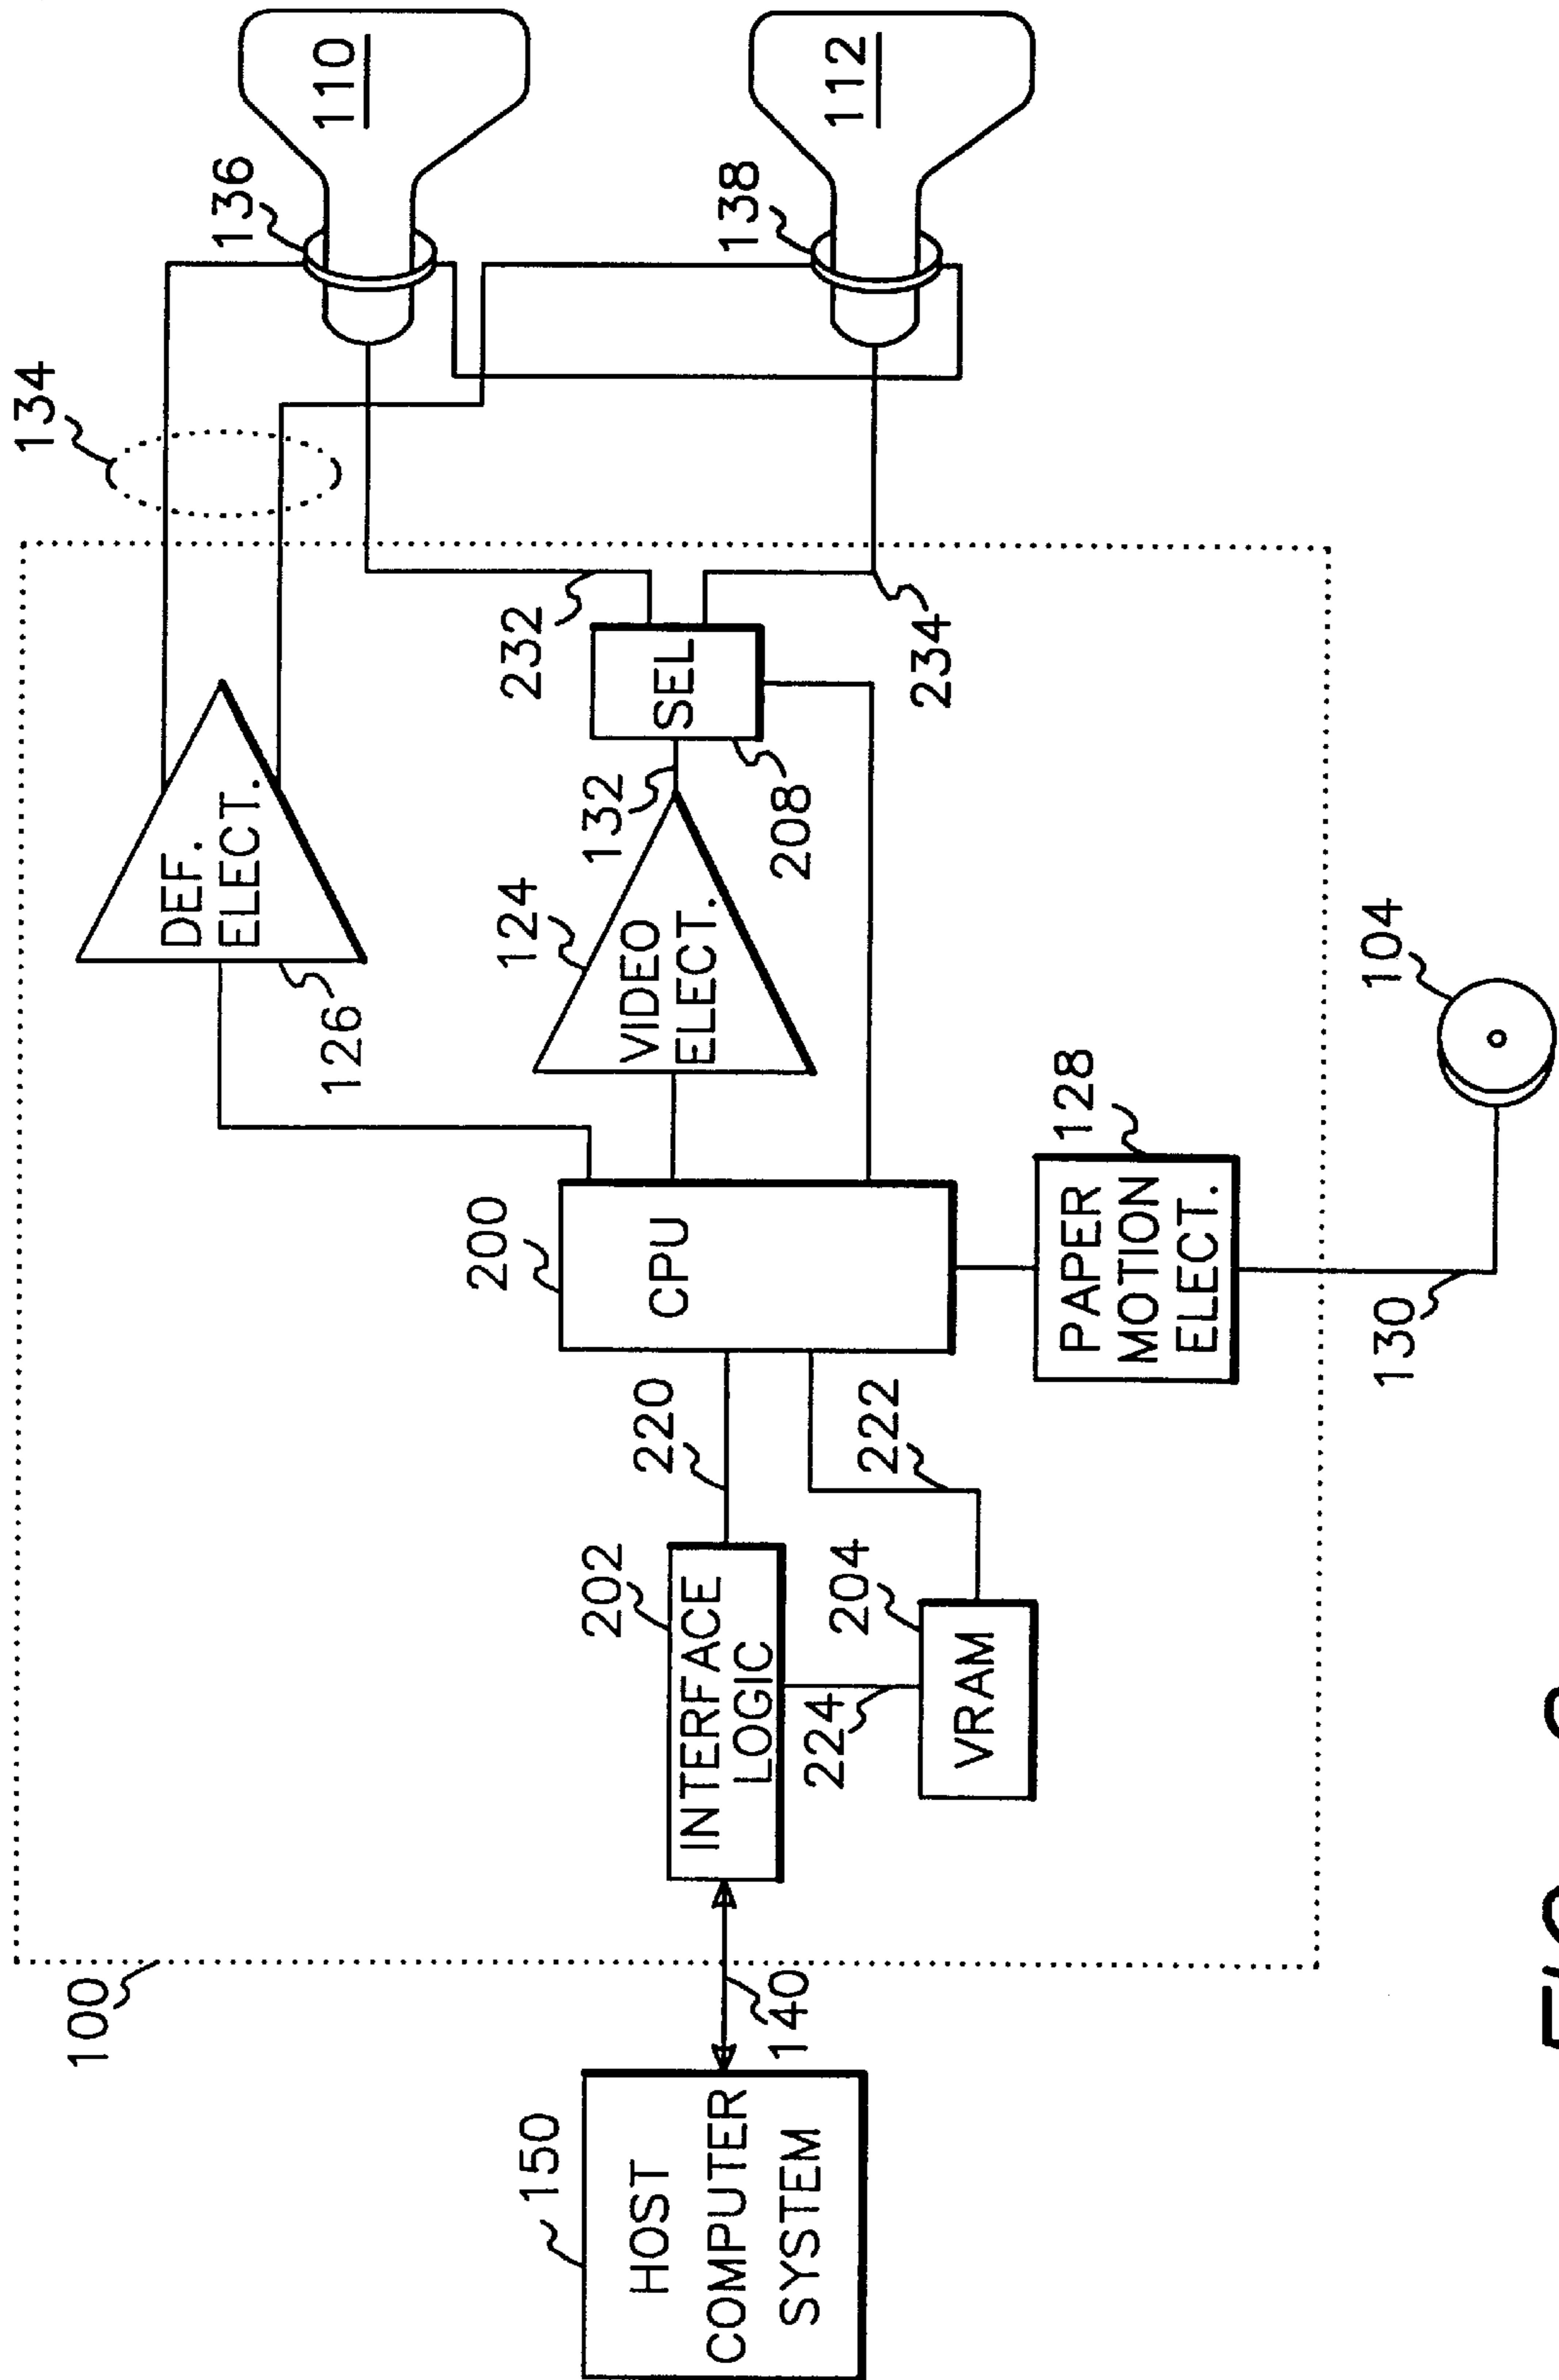 134
100
136
DEF.
ELECT.
110
126
200
124
150
232
202
132
220
HOST
COMPUTER
SYSTEM
INTERFACE
LOGIC
CPU
VIDEO
ELECT.
SEL
138
140
208
112
224
204
222
234
VRAM
PAPER
MOTION
ELECT.
128
130
104
FIG